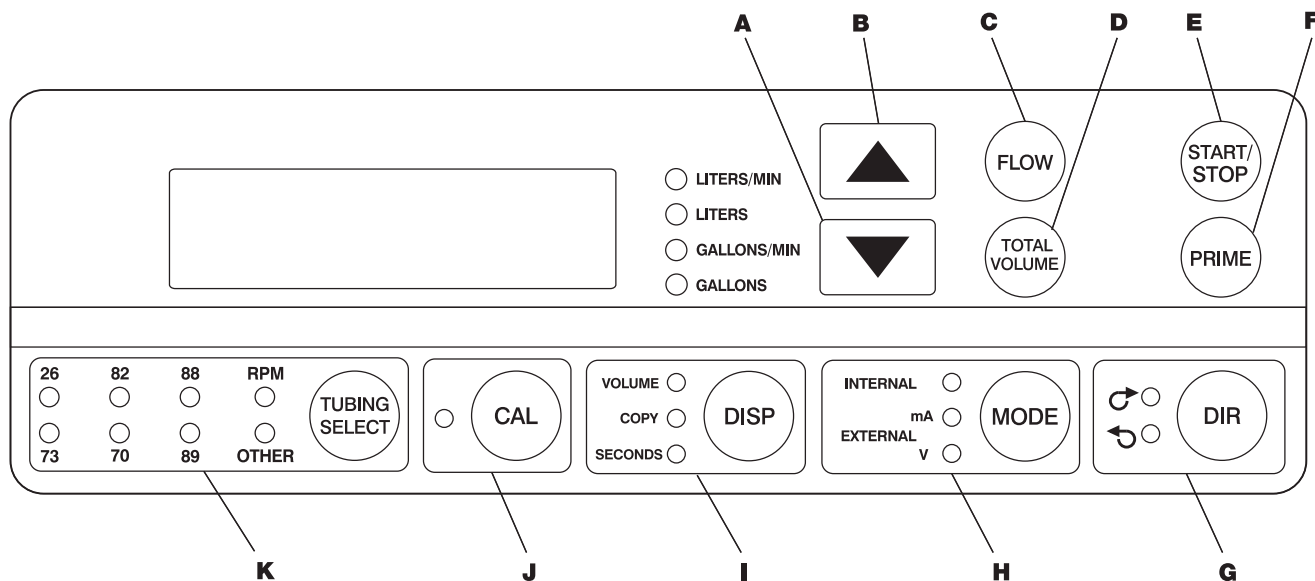 A B C D E F
FLOW
START/
STOP
LITERS/MIN
LITERS
GALLONS/MIN
GALLONS
TOTAL
VOLUME
PRIME
26 82 88 RPM
73 70 89 OTHER
TUBING
SELECT
CAL
VOLUME
COPY
SECONDS
DISP
INTERNAL
mA
EXTERNAL
V
MODE
DIR
K J I H G